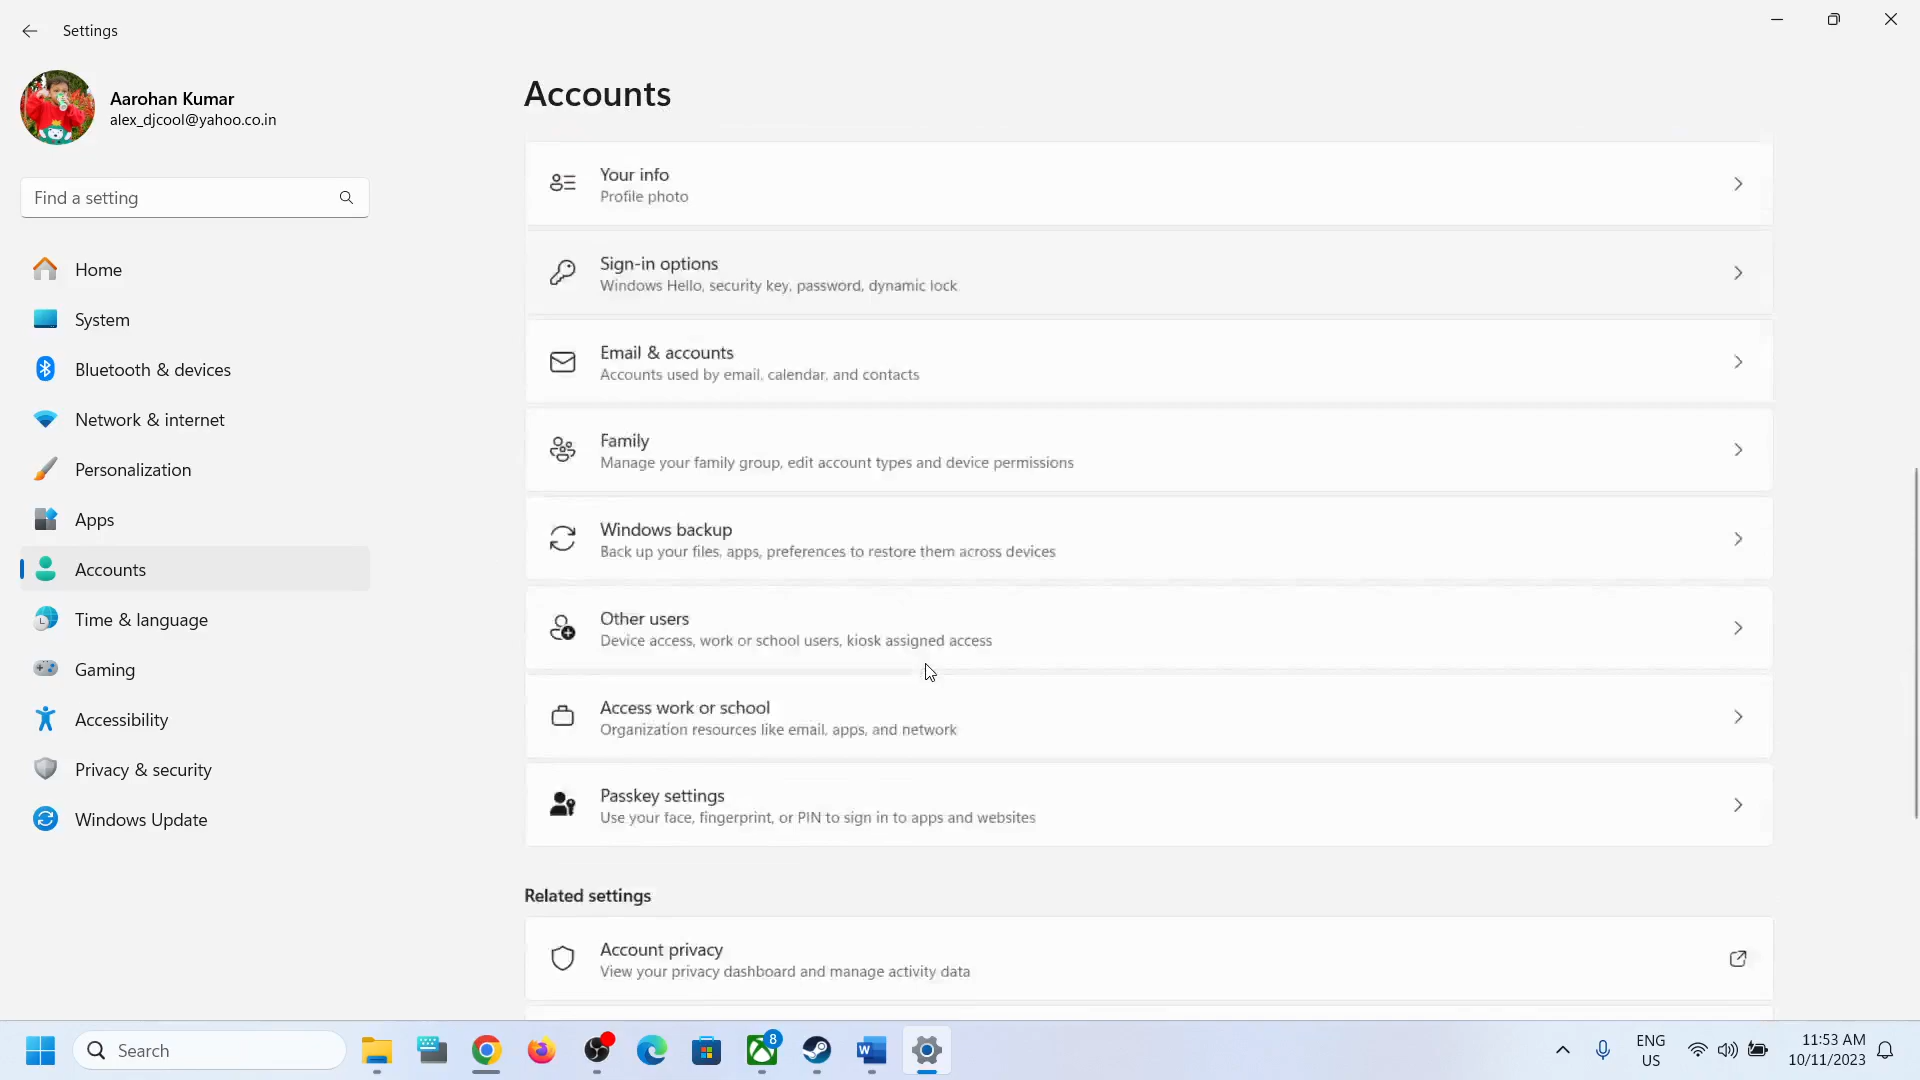 Settings
Aarohan Kumar
alex_djcool@yahoo.co.in
Find a setting
Home
System
Bluetooth & devices
Network & internet
Personalization
Apps
Accounts
Time & language
Gaming
Accessibility
Privacy & security
Windows Update
Accounts
Your info
Profile photo
Sign-in options
Windows Hello, security key, password, dynamic lock
Email & accounts
Accounts used by email, calendar, and contacts
Family
Manage your family group, edit account types and device permissions
Windows backup
Back up your files, apps, preferences to restore them across devices
Other users
Device access, work or school users, kiosk assigned access
Access work or school
Organization resources like email, apps, and network
Passkey settings
Use your face, fingerprint, or PIN to sign in to apps and websites
Related settings
Account privacy
View your privacy dashboard and manage activity data
Search
8
W
ENG
US
11:53 AM
10/11/2023